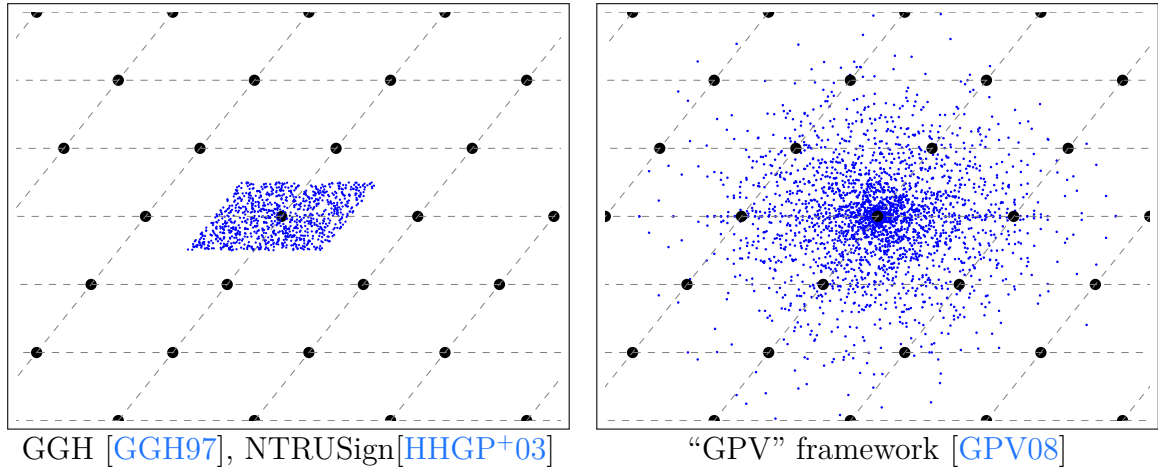 GGH [GGH97], NTRUSign[HHGP+03]
“GPV” framework [GPV08]